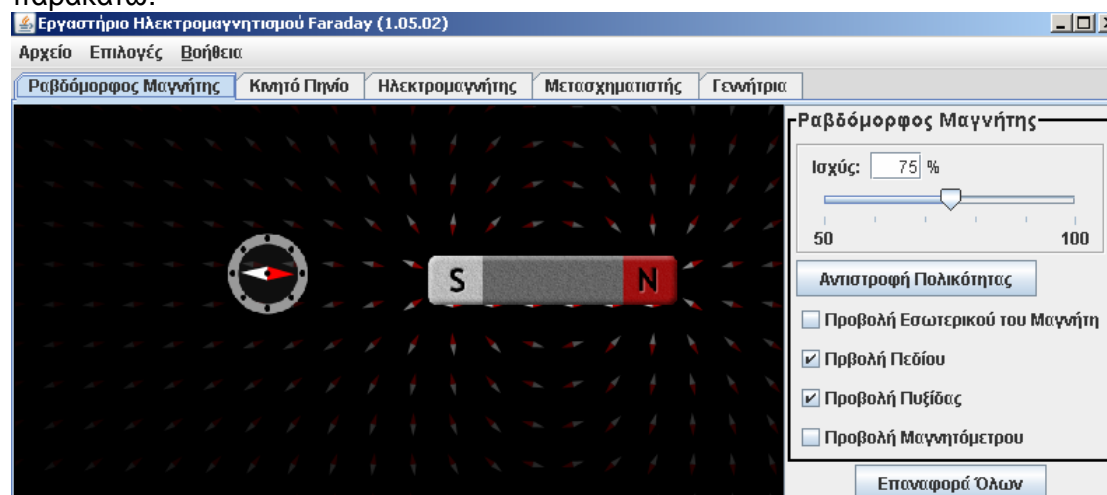 παρακάτω.
Εργαστήριο Ηλεκτρομαγνητισμού Faraday (1.05.02)
Αρχείο Επιλογές Βοήθεια
Ραβδόμορφος Μαγνήτης Κινητό Πηνίο Ηλεκτρομαγνήτης Μετασχηματιστής Γεννήτρια
Ραβδόμορφος Μαγνήτης
Ισχύς: 75 %
50 100
Αντιστροφή Πολικότητας
S N
Προβολή Εσωτερικού του Μαγνήτη
Πρβολή Πεδίου
Προβολή Πυξίδας
Προβολή Μαγνητόμετρου
Επαναφορά Όλων